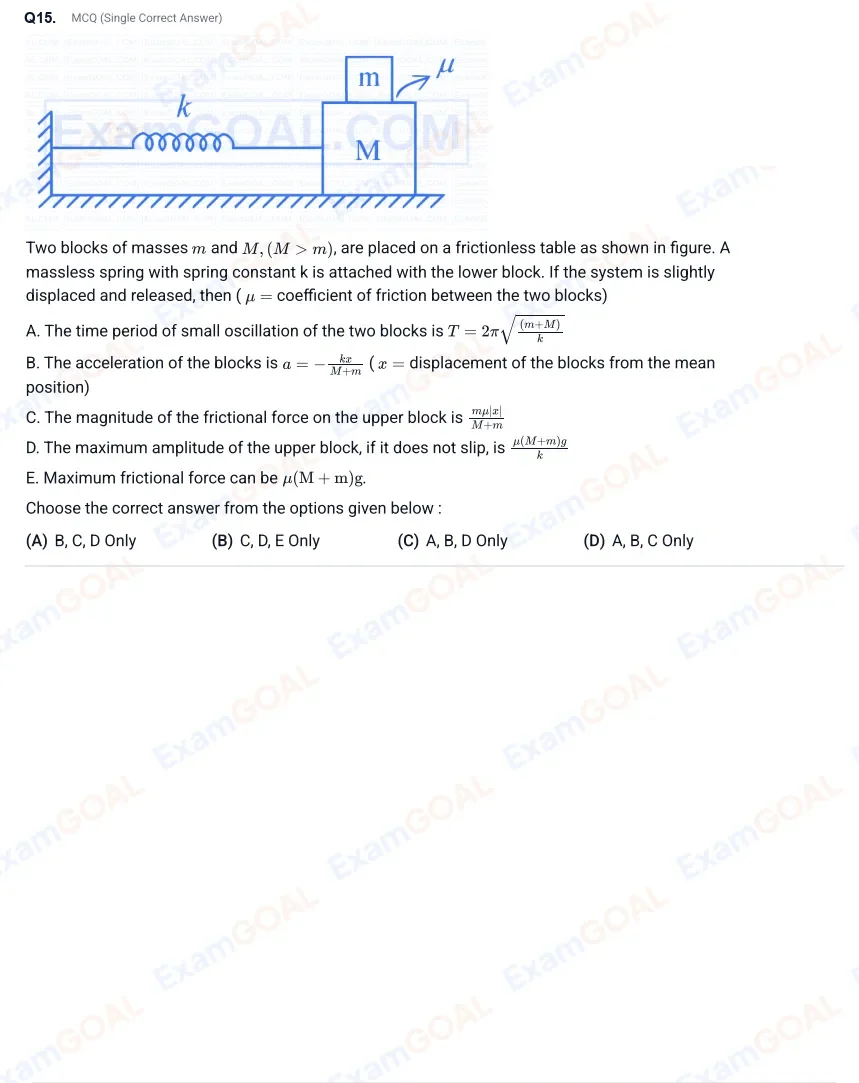 Q15. MCQ (Single Correct Answer)
m
μ
k
ExamGOAL.COM
M
Two blocks of masses m and M, (M > m), are placed on a frictionless table as shown in figure. A
massless spring with spring constant k is attached with the lower block. If the system is slightly
displaced and released, then ( μ = coefficient of friction between the two blocks)
A. The time period of small oscillation of the two blocks is T = 2π√((m+M)/k)
B. The acceleration of the blocks is a = −kx/(M+m) ( x = displacement of the blocks from the mean
position)
C. The magnitude of the frictional force on the upper block is mμ|x|/(M+m)
D. The maximum amplitude of the upper block, if it does not slip, is μ(M+m)g/k
E. Maximum frictional force can be μ(M + m)g.
Choose the correct answer from the options given below :
(A) B, C, D Only (B) C, D, E Only (C) A, B, D Only (D) A, B, C Only